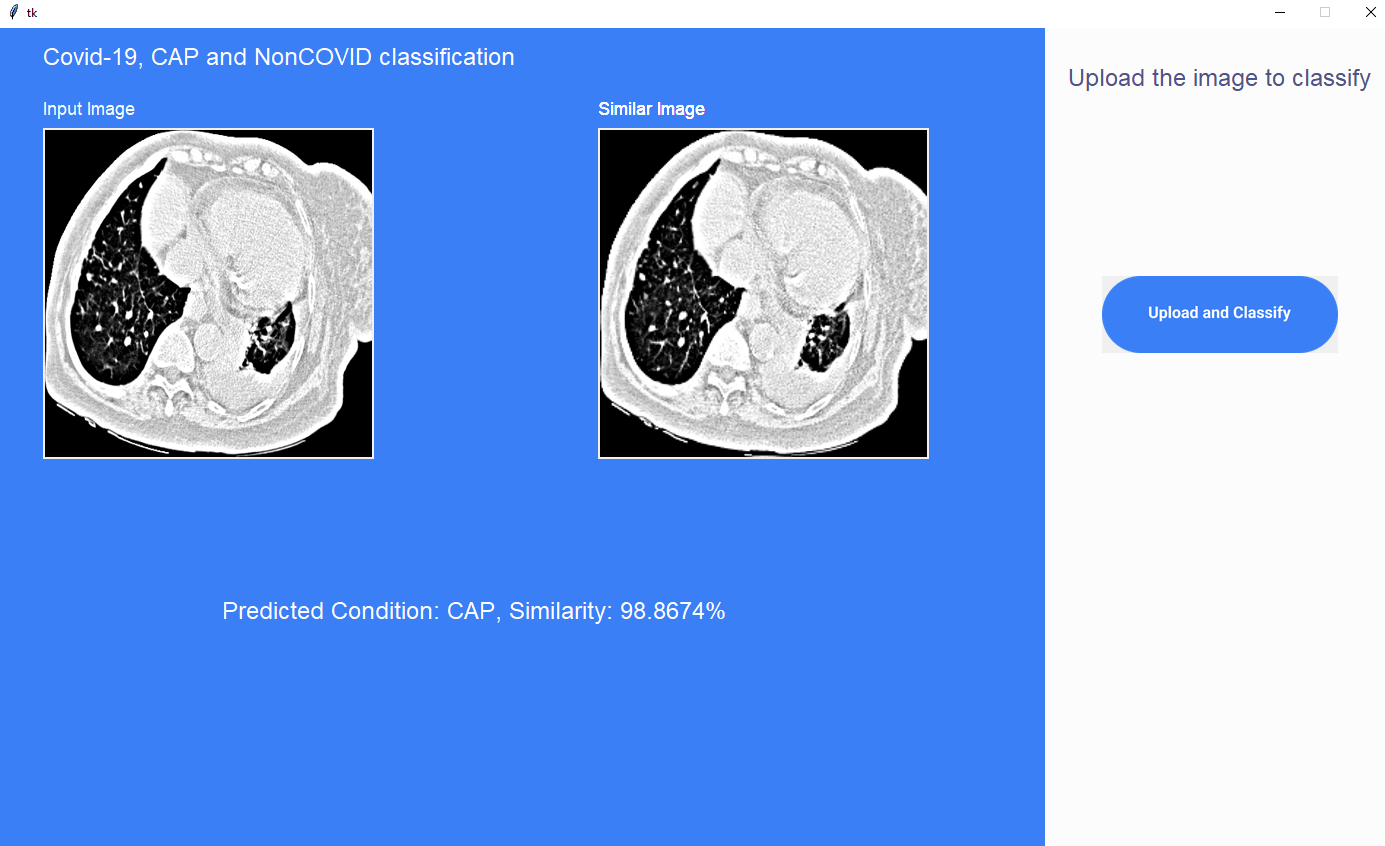 tk
Covid-19, CAP and NonCOVID classification
Upload the image to classify
Input Image
Similar Image
Upload and Classify
Predicted Condition: CAP, Similarity: 98.8674%